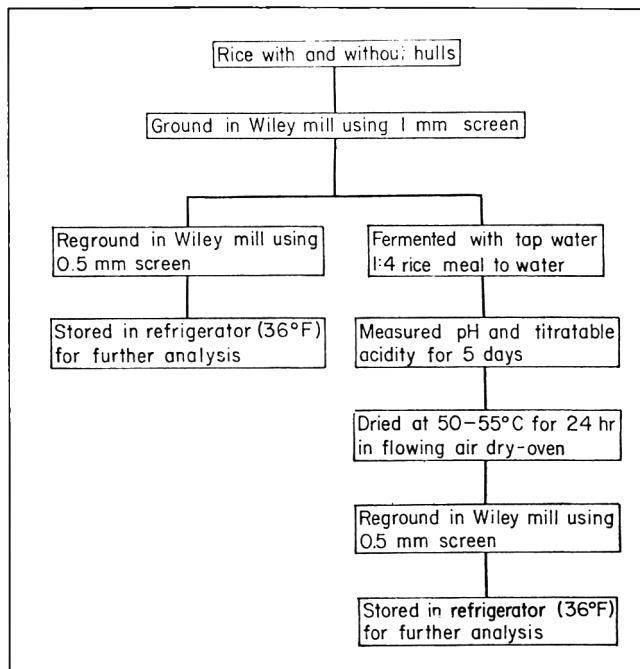 Rice with and without hulls
Ground in Wiley mill using 1 mm screen
Reground in Wiley mill using
0.5 mm screen
Stored in refrigerator (36°F)
for further analysis
Fermented with tap water
1:4 rice meal to water
Measured pH and titratable
acidity for 5 days
Dried at 50–55°C for 24 hr
in flowing air dry-oven
Reground in Wiley mill using
0.5 mm screen
Stored in refrigerator (36°F)
for further analysis